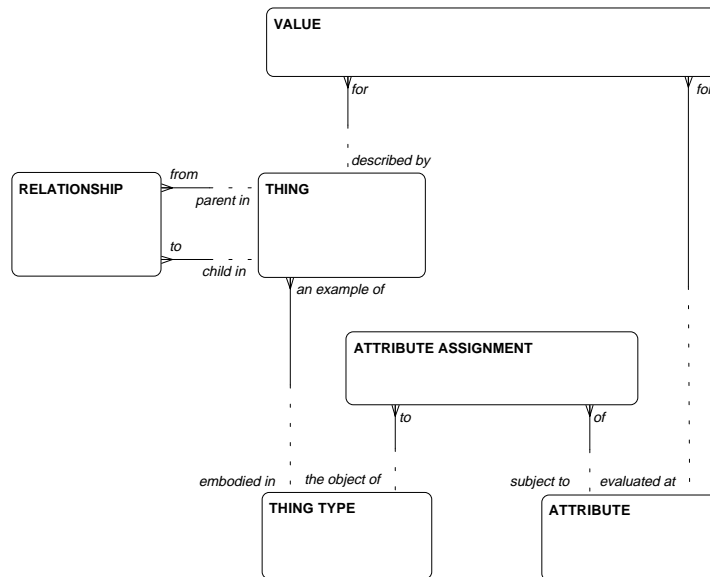 VALUE
for
for
described by
from
RELATIONSHIP
THING
parent in
to
child in
an example of
ATTRIBUTE ASSIGNMENT
to
of
embodied in
the object of
subject to
evaluated at
THING TYPE
ATTRIBUTE